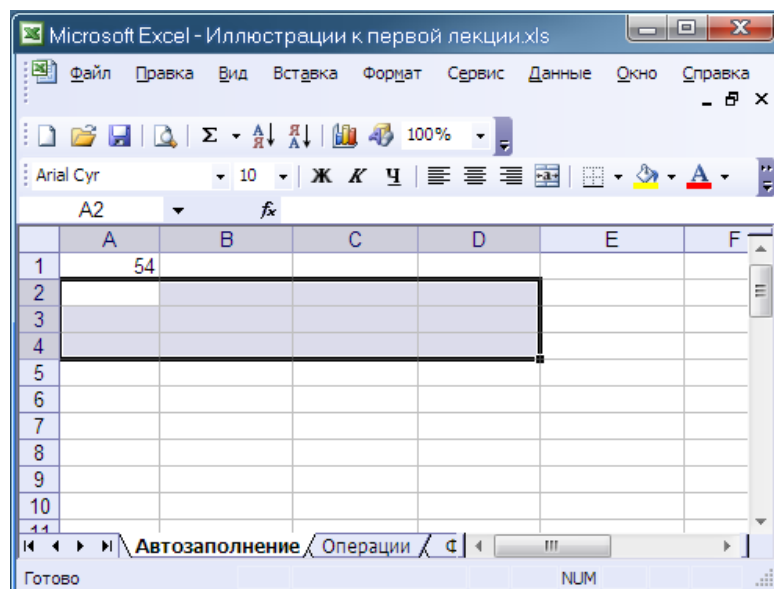 Microsoft Excel - Иллюстрации к первой лекции.xls
Файл Правка Вид Вставка Формат Сервис Данные Окно Справка
Σ А Я Я А 100%
Arial Cyr 10 Ж К Ч a А
A2 fx
A B C D E F
1 54
2
3
4
5
6
7
8
9
10
11
Автозаполнение Операции
Готово NUM